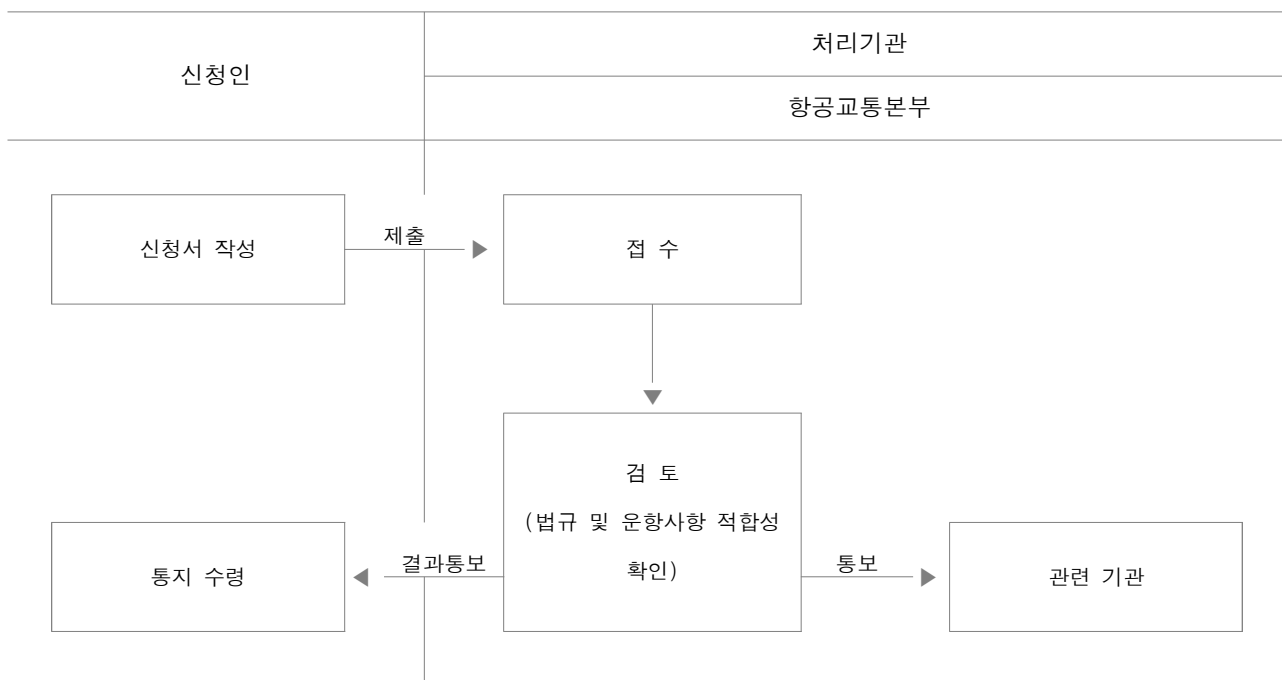 신청인
처리기관
항공교통본부
신청서 작성
제출
접 수
검 토
(법규 및 운항사항 적합성
확인)
결과통보
통지 수령
통보
관련 기관